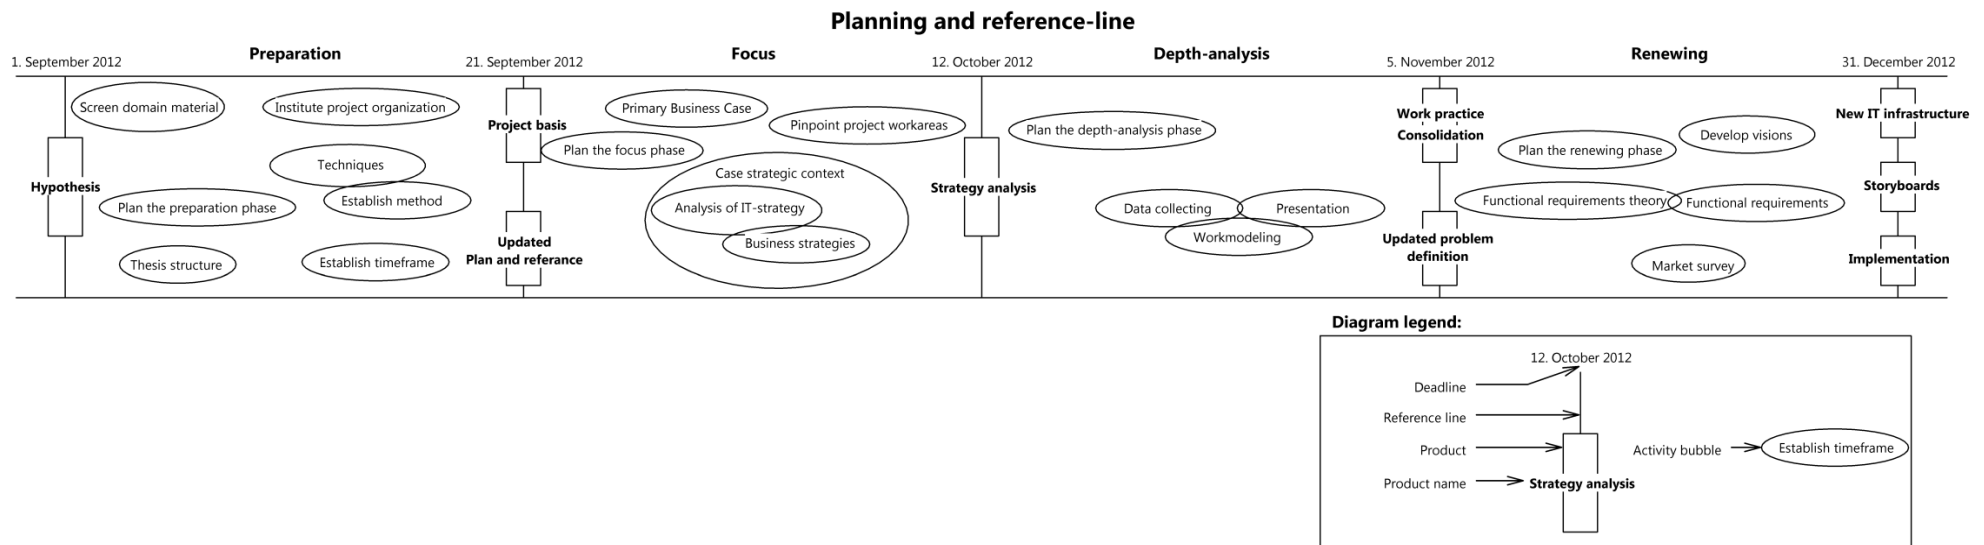 Planning and reference-line
Preparation
Focus
Depth-analysis
Renewing
1. September 2012
21. September 2012
12. October 2012
5. November 2012
31. December 2012
Hypothesis
Screen domain material
Institute project organization
Techniques
Establish method
Plan the preparation phase
Thesis structure
Establish timeframe
Project basis
Updated
Plan and referance
Primary Business Case
Pinpoint project workareas
Plan the focus phase
Case strategic context
Analysis of IT-strategy
Business strategies
Strategy analysis
Plan the depth-analysis phase
Data collecting
Presentation
Workmodeling
Work practice
Consolidation
Updated problem
definition
Develop visions
Plan the renewing phase
Functional requirements theory
Functional requirements
Market survey
New IT infrastructure
Storyboards
Implementation
Diagram legend:
12. October 2012
Deadline
Reference line
Product
Product name
Strategy analysis
Activity bubble
Establish timeframe